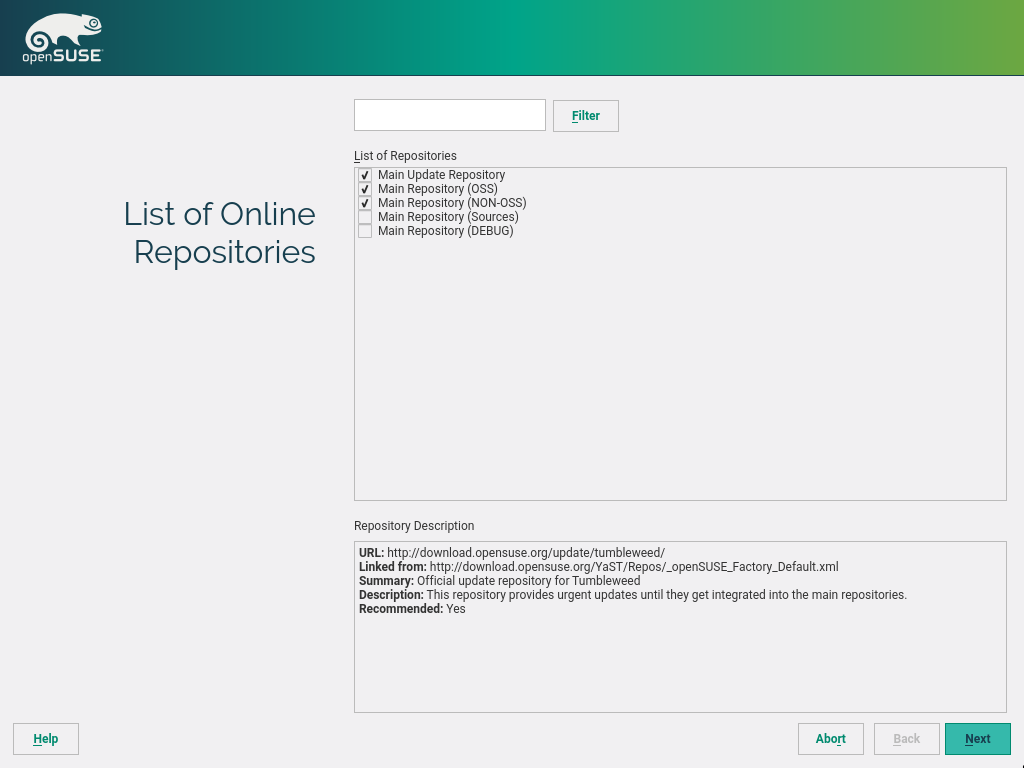 openSUSE
Filter
List of Repositories
Main Update Repository
Main Repository (OSS)
Main Repository (NON-OSS)
Main Repository (Sources)
Main Repository (DEBUG)
List of Online
Repositories
Repository Description
URL: http://download.opensuse.org/update/tumbleweed/
Linked from: http://download.opensuse.org/YaST/Repos/_openSUSE_Factory_Default.xml
Summary: Official update repository for Tumbleweed
Description: This repository provides urgent updates until they get integrated into the main repositories.
Recommended: Yes
Help
Abort
Back
Next